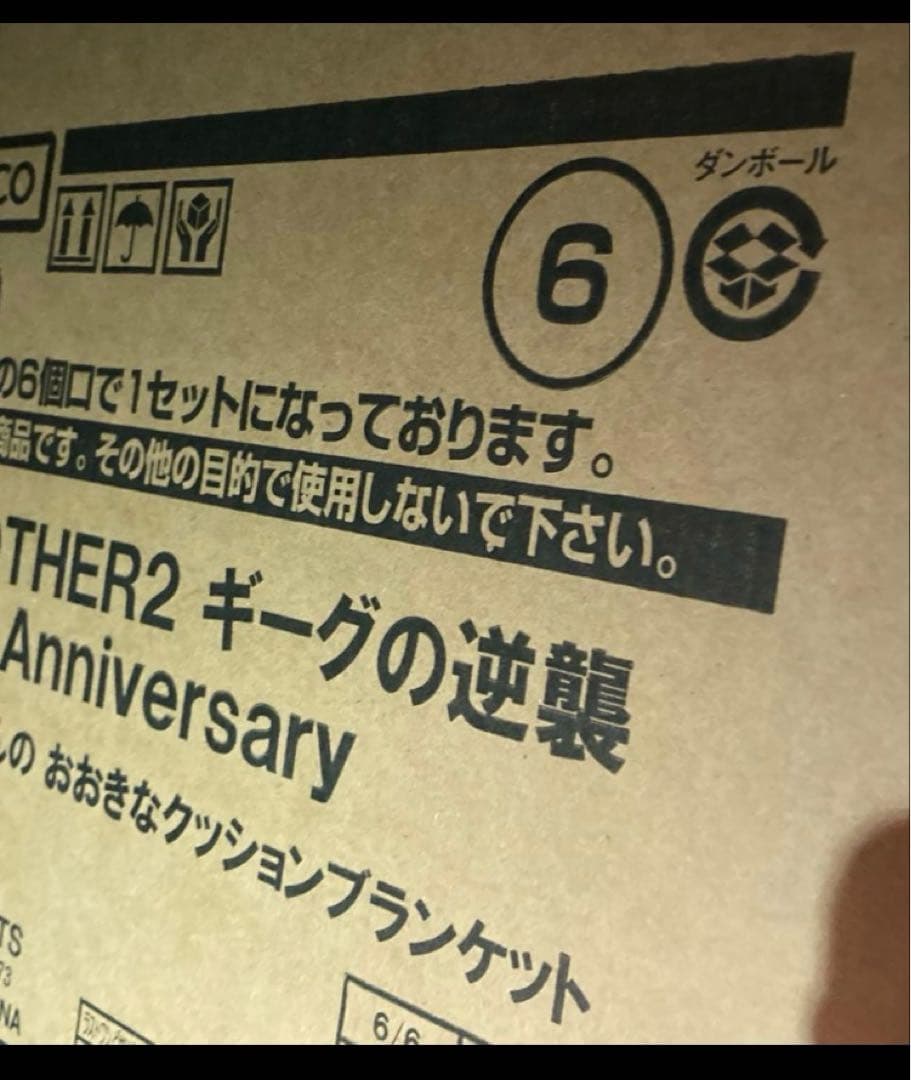 CO
ダンボール
6
の6個口で1セットになっております。
商品です。その他の目的で使用しないで下さい。
OTHER2 ギーグの逆襲
Anniversary
の おおきなクッションブランケット
TS
73
NA
6/6